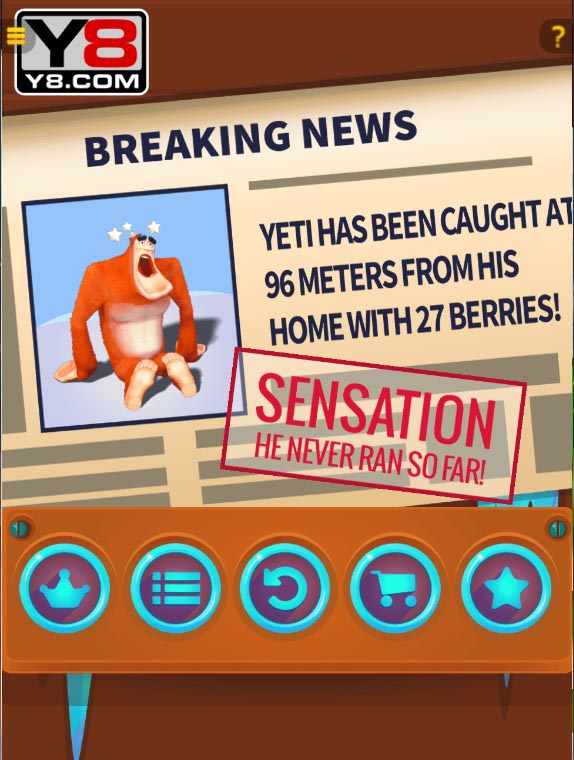 Y8
Y8.COM
?
BREAKING NEWS
YETI HAS BEEN CAUGHT AT
96 METERS FROM HIS
HOME WITH 27 BERRIES!
SENSATION
HE NEVER RAN SO FAR!